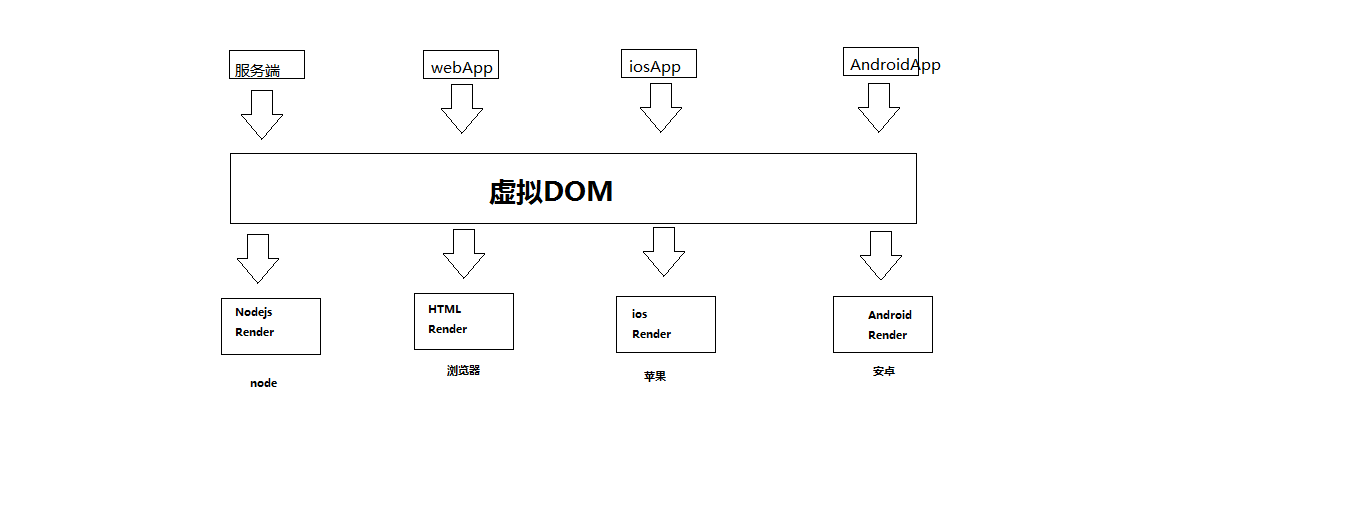 服务端
webApp
iosApp
AndroidApp
虚拟DOM
Nodejs
Render
HTML
Render
ios
Render
Android
Render
node
浏览器
苹果
安卓